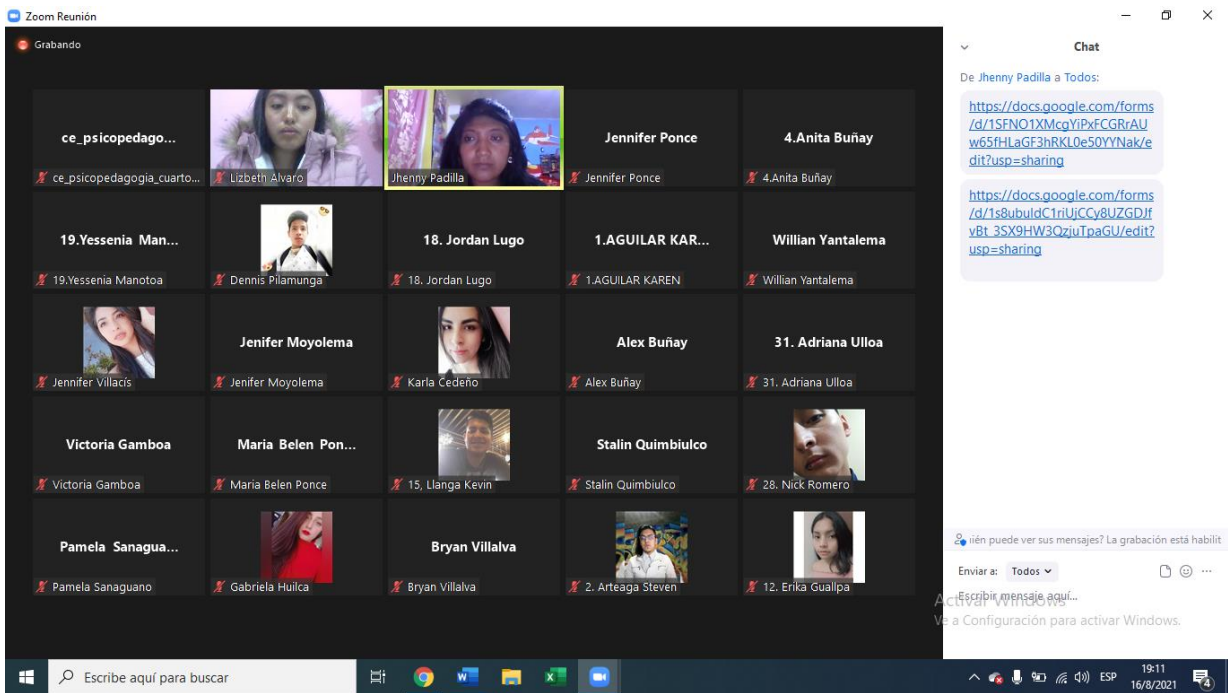 Zoom Reunión
Grabando
ce_psicopedago...
ce_psicopedagogia_cuarto...
Lizbeth Alvaro
Jhenny Padilla
Jennifer Ponce
Jennifer Ponce
4.Anita Buñay
4.Anita Buñay
19.Yessenia Man...
19.Yessenia Manotoa
Dennis Pilamunga
18. Jordan Lugo
18. Jordan Lugo
1.AGUILAR KAR...
1.AGUILAR KAREN
Willian Yantalema
Willian Yantalema
Jennifer Villacís
Jenifer Moyolema
Jenifer Moyolema
Karla Cedeño
Alex Buñay
Alex Buñay
31. Adriana Ulloa
31. Adriana Ulloa
Victoria Gamboa
Victoria Gamboa
Maria Belen Pon...
Maria Belen Ponce
15, Llanga Kevin
Stalin Quimbiulco
Stalin Quimbiulco
28. Nick Romero
Pamela Sanagua...
Pamela Sanaguano
Gabriela Huilca
Bryan Villalva
Bryan Villalva
2. Arteaga Steven
12. Erika Guallpa
Chat
De Jhenny Padilla a Todos:
https://docs.google.com/forms
/d/1SFNO1XMcgYiPxFCGRrAU
w65fHLaGF3hRKL0e50YYNak/e
dit?usp=sharing
https://docs.google.com/forms
/d/1s8ubuldC1riUjCCy8UZGDJf
vBt_3SX9HW3QzjuTpaGU/edit?
usp=sharing
uién puede ver sus mensajes? La grabación está habilit
Enviar a: Todos
Escribir mensaje aquí...
Activar Windows
Ve a Configuración para activar Windows.
Escribe aquí para buscar
ESP
19:11
16/8/2021
4